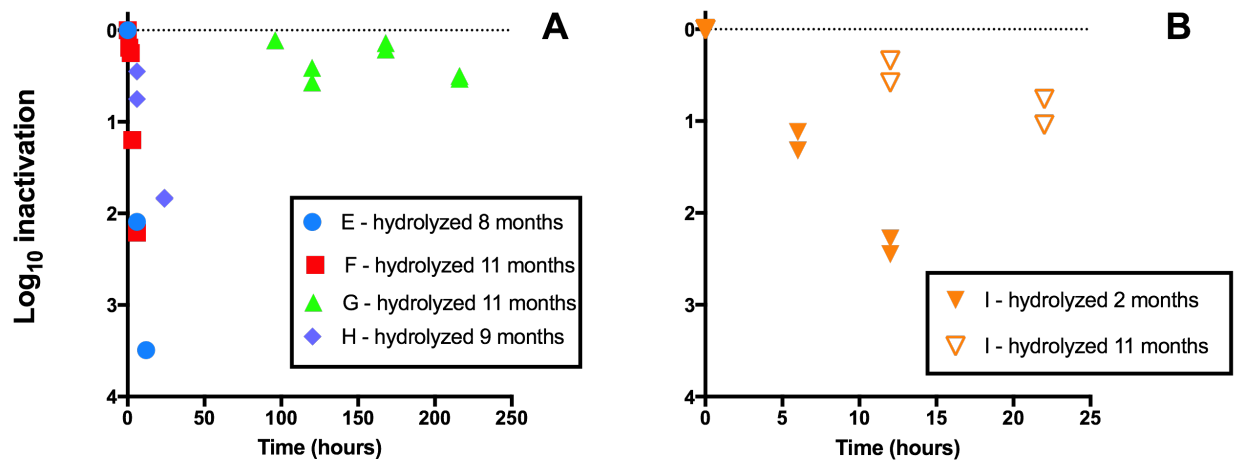 A
B
Log10 inactivation
0
1
2
3
4
0 50 100 150 200 250
Time (hours)
E - hydrolyzed 8 months
F - hydrolyzed 11 months
G - hydrolyzed 11 months
H - hydrolyzed 9 months
0
1
2
3
4
0 5 10 15 20 25
Time (hours)
I - hydrolyzed 2 months
I - hydrolyzed 11 months